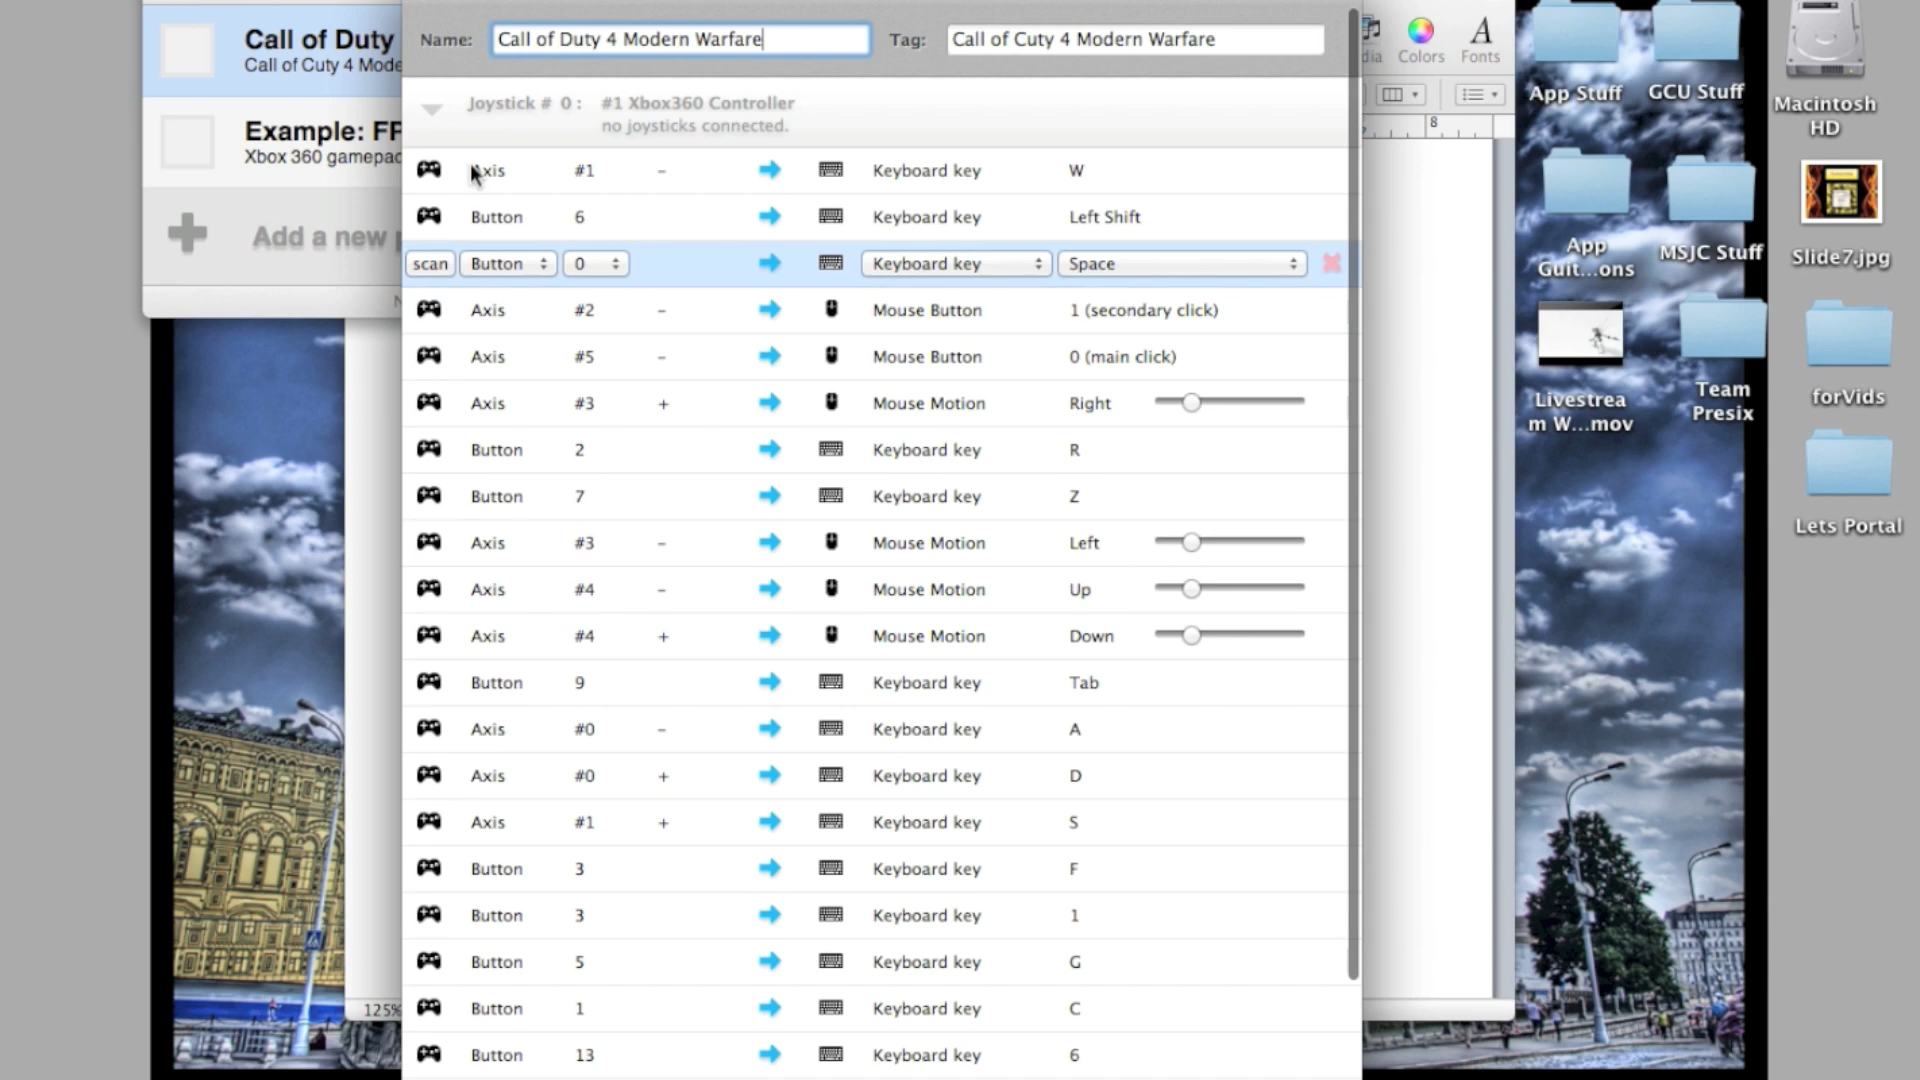 Call of Duty
Call of Cuty 4 Mode
Example: FP
Xbox 360 gamepad
Add a new p
Name: Call of Duty 4 Modern Warfare Tag: Call of Cuty 4 Modern Warfare
Joystick # 0 : #1 Xbox360 Controller
no joysticks connected.
Axis #1 - Keyboard key W
Button 6 Keyboard key Left Shift
scan Button 0 Keyboard key Space
Axis #2 - Mouse Button 1 (secondary click)
Axis #5 - Mouse Button 0 (main click)
Axis #3 + Mouse Motion Right
Button 2 Keyboard key R
Button 7 Keyboard key Z
Axis #3 - Mouse Motion Left
Axis #4 - Mouse Motion Up
Axis #4 + Mouse Motion Down
Button 9 Keyboard key Tab
Axis #0 - Keyboard key A
Axis #0 + Keyboard key D
Axis #1 + Keyboard key S
Button 3 Keyboard key F
Button 3 Keyboard key 1
Button 5 Keyboard key G
Button 1 Keyboard key C
Button 13 Keyboard key 6
125%
dia Colors Fonts
8
App Stuff
GCU Stuff
Macintosh
HD
App
Guit...ons
MSJC Stuff
Slide7.jpg
Livestrea
m W...mov
Team
Presix
forVids
Lets Portal